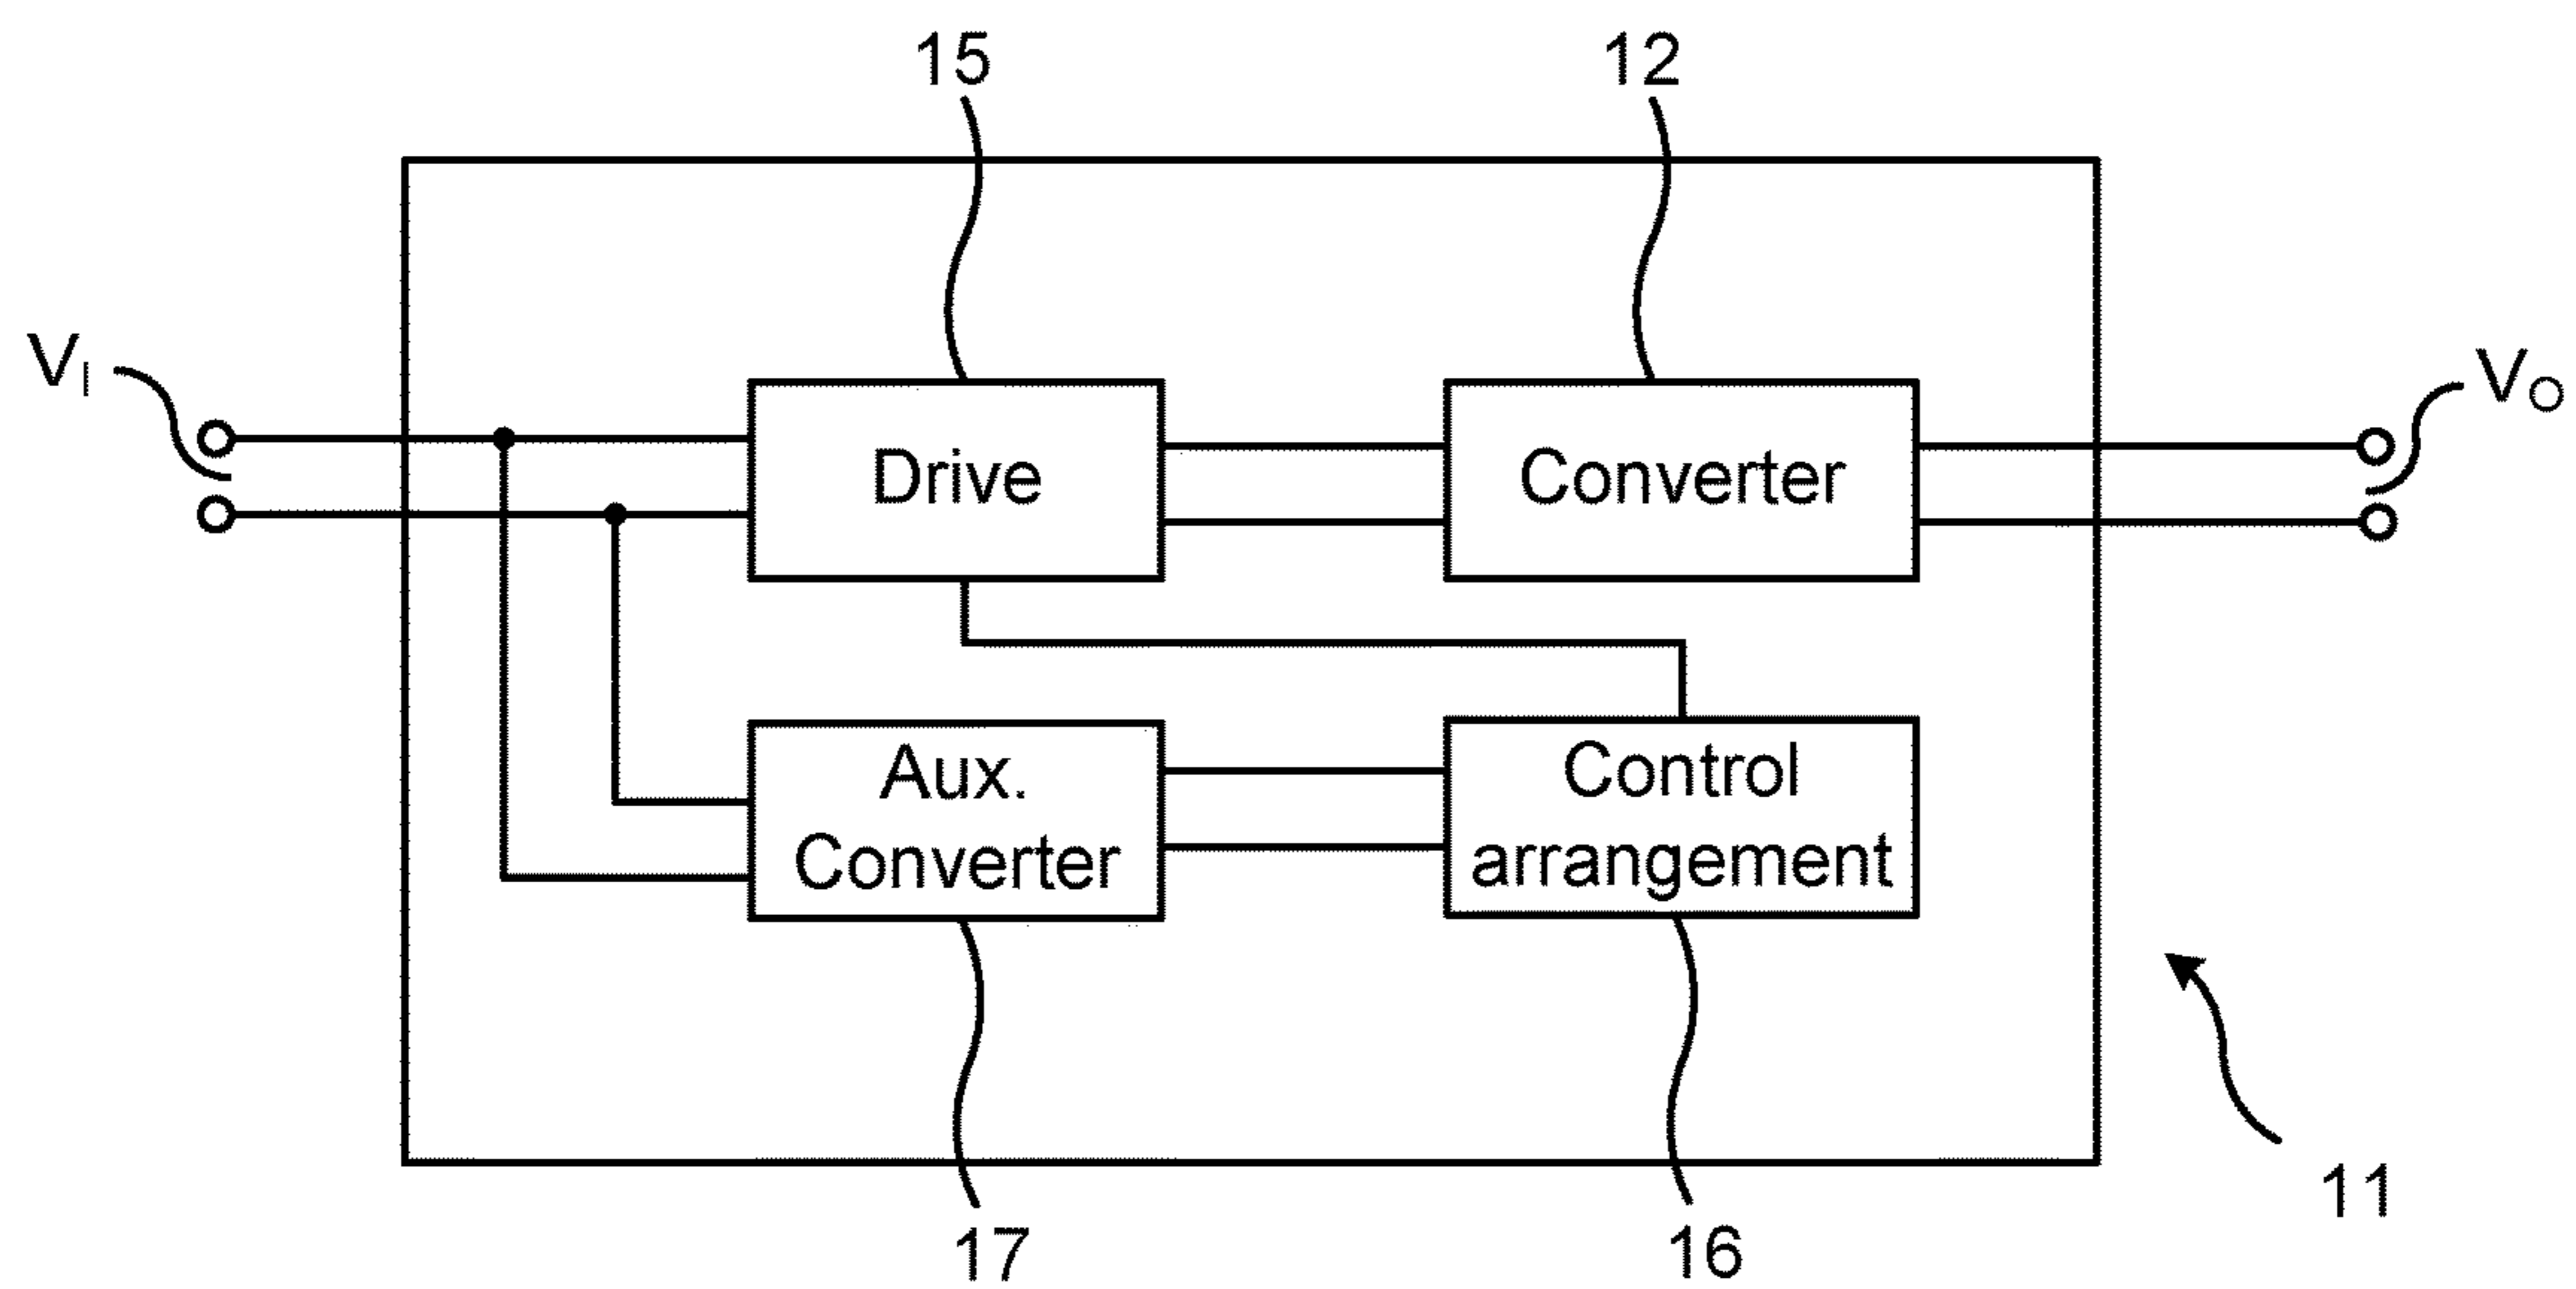 15
12
V_I
V_O
Drive
Converter
Aux.
Converter
Control
arrangement
11
17
16